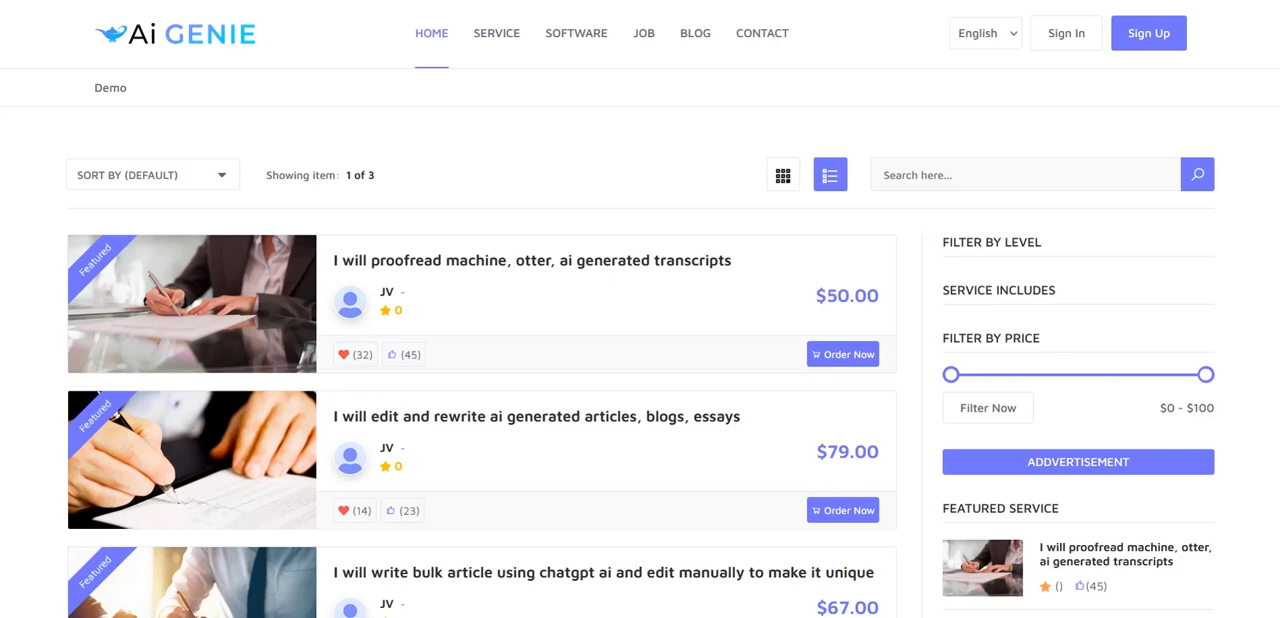 Ai GENIE
HOME SERVICE SOFTWARE JOB BLOG CONTACT
English Sign In Sign Up
Demo
SORT BY (DEFAULT) Showing item: 1 of 3 Search here...
Featured
I will proofread machine, otter, ai generated transcripts
JV -
0
$50.00
(32) (45) Order Now
Featured
I will edit and rewrite ai generated articles, blogs, essays
JV -
0
$79.00
(14) (23) Order Now
Featured
I will write bulk article using chatgpt ai and edit manually to make it unique
JV -
$67.00
FILTER BY LEVEL
SERVICE INCLUDES
FILTER BY PRICE
Filter Now $0 - $100
ADDVERTISEMENT
FEATURED SERVICE
I will proofread machine, otter,
ai generated transcripts
() (45)